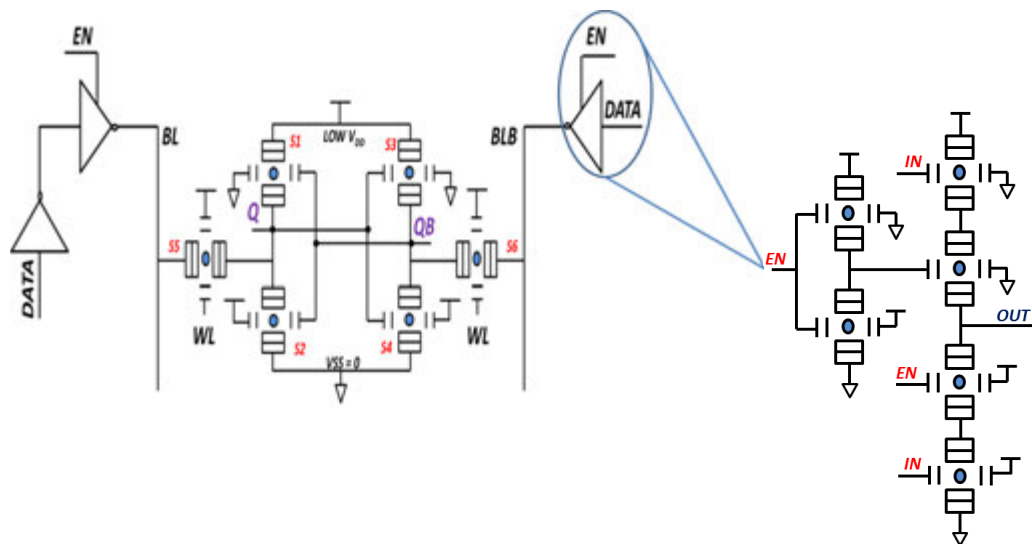 EN
EN
DATA
BL
BLB
S1
LOW VDD
S3
IN
Q
QB
S5
S6
EN
WL
WL
OUT
S2
S4
VSS = 0
EN
DATA
IN